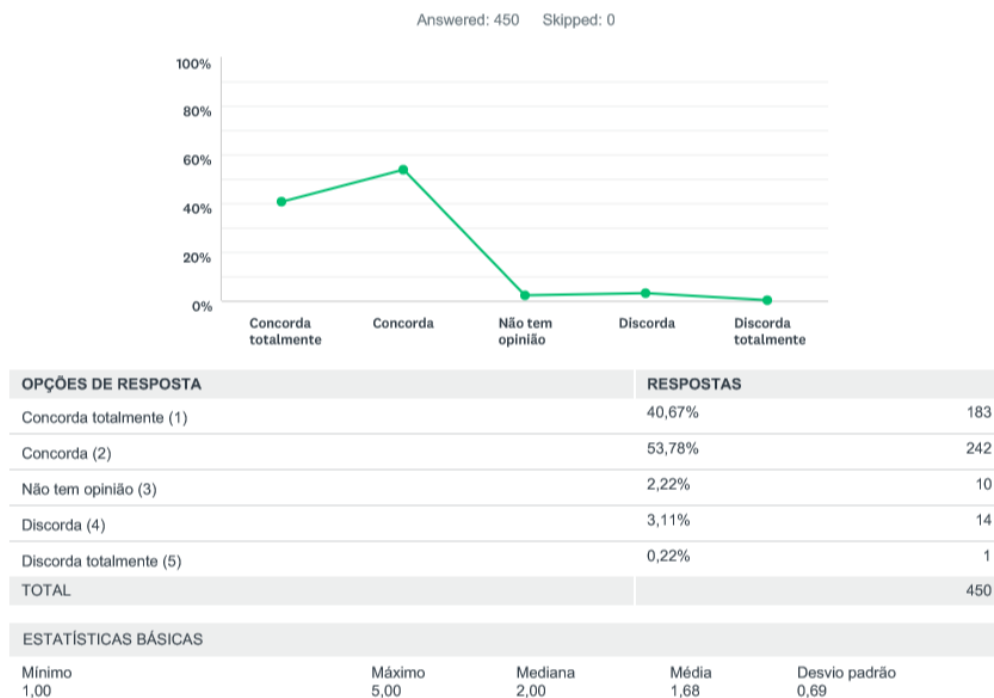 Answered: 450 Skipped: 0
100%
80%
60%
40%
20%
0%
Concorda totalmente
Concorda
Não tem opinião
Discorda
Discorda totalmente
OPÇÕES DE RESPOSTA RESPOSTAS
Concorda totalmente (1) 40,67% 183
Concorda (2) 53,78% 242
Não tem opinião (3) 2,22% 10
Discorda (4) 3,11% 14
Discorda totalmente (5) 0,22% 1
TOTAL 450
ESTATÍSTICAS BÁSICAS
Mínimo Máximo Mediana Média Desvio padrão
1,00 5,00 2,00 1,68 0,69